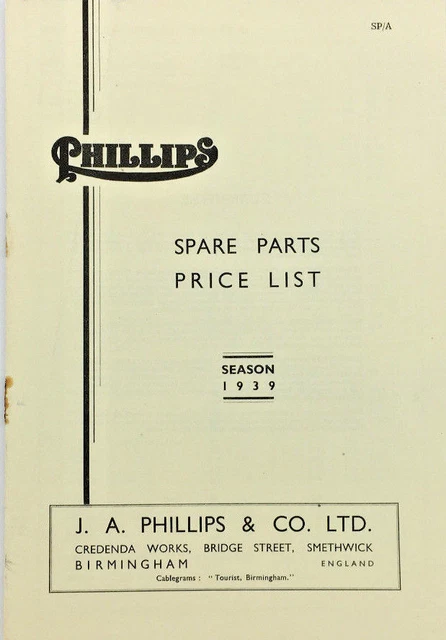 SP/A
PHILLIPS
SPARE PARTS
PRICE LIST
SEASON
1939
J. A. PHILLIPS & CO. LTD.
CREDENDA WORKS, BRIDGE STREET, SMETHWICK
BIRMINGHAM ENGLAND
Cablegrams : "Tourist, Birmingham."